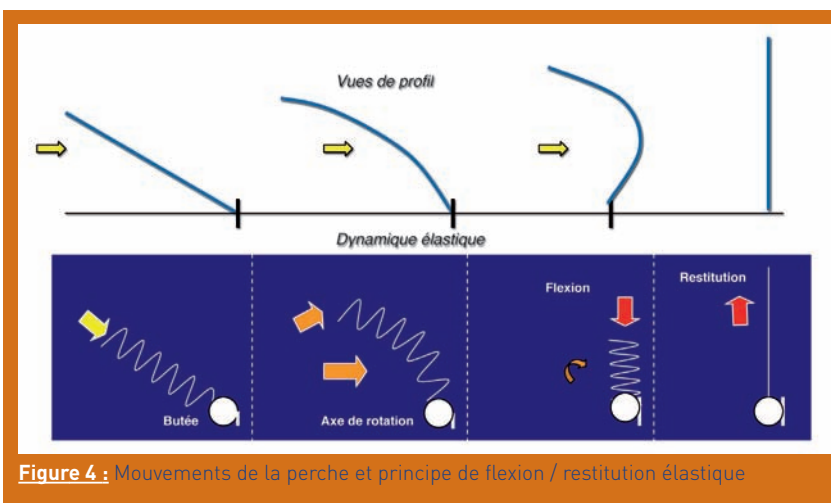 Vues de profil
Dynamique élastique
Flexion
Restitution
Butée
Axe de rotation
Figure 4 : Mouvements de la perche et principe de flexion / restitution élastique